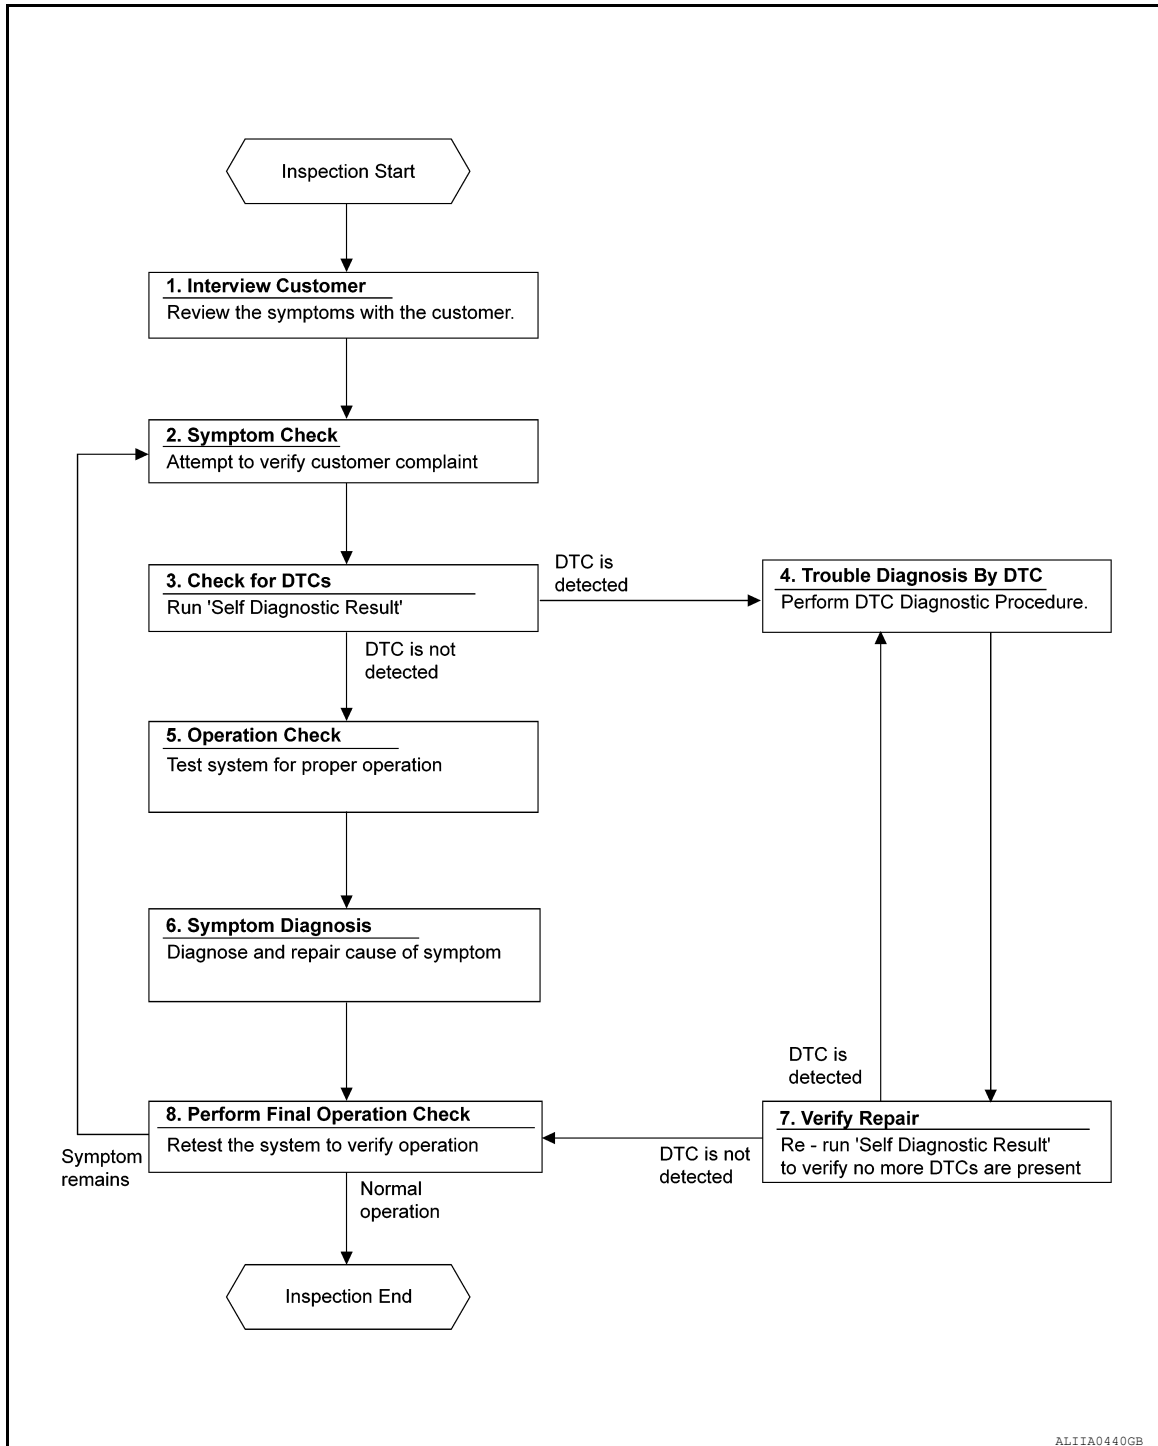 Inspection Start
1. Interview Customer
Review the symptoms with the customer.
2. Symptom Check
Attempt to verify customer complaint
3. Check for DTCs
Run 'Self Diagnostic Result'
DTC is
detected
4. Trouble Diagnosis By DTC
Perform DTC Diagnostic Procedure.
DTC is not
detected
5. Operation Check
Test system for proper operation
6. Symptom Diagnosis
Diagnose and repair cause of symptom
DTC is
detected
7. Verify Repair
Re - run 'Self Diagnostic Result'
to verify no more DTCs are present
DTC is not
detected
8. Perform Final Operation Check
Retest the system to verify operation
Symptom
remains
Normal
operation
Inspection End
ALIIA0440GB